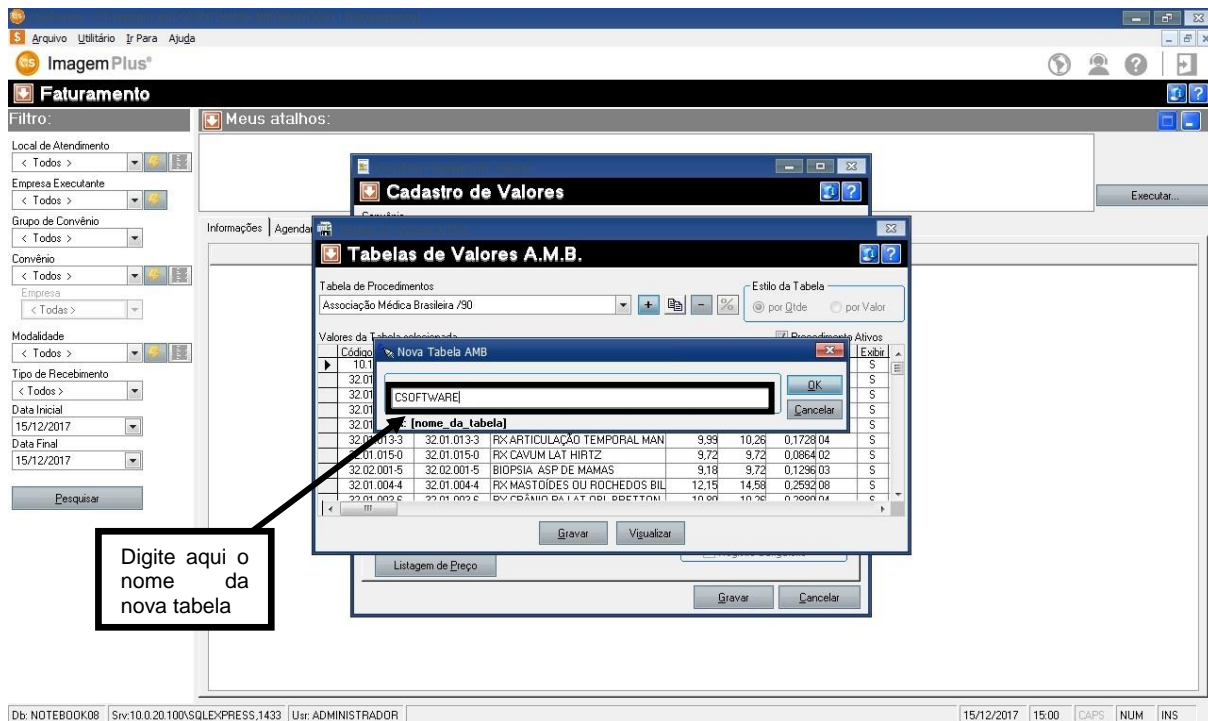 Arquivo Utilitário Ir Para Ajuda
CS ImagemPlus®
Faturamento
Filtro:
Meus atalhos:
Local de Atendimento
< Todos >
Empresa Executante
< Todos >
Grupo de Convênio
< Todos >
Convênio
< Todos >
Empresa
< Todas >
Modalidade
< Todos >
Tipo de Recebimento
< Todos >
Data Inicial
15/12/2017
Data Final
15/12/2017
Pesquisar
Executar...
Informações
Cadastro de Valores
Convênio
Tabelas de Valores A.M.B.
Tabela de Procedimentos
Associação Médica Brasileira /90
Estilo da Tabela
por Qtde por Valor
Valores da Tabela selecionada
Procedimento Ativos
Código Exibir
S
S
S
S
S
Nova Tabela AMB
CSOFTWARE
OK
Cancelar
[nome_da_tabela]
32.01.013-3 32.01.013-3 RX ARTICULAÇÃO TEMPORAL MAN 9,99 10,26 0,1728 04 S
32.01.015-0 32.01.015-0 RX CAVUM LAT HIRTZ 9,72 9,72 0,0864 02 S
32.02.001-5 32.02.001-5 BIOPSIA ASP DE MAMAS 9,18 9,72 0,1296 03 S
32.01.004-4 32.01.004-4 RX MASTOÍDES OU ROCHEDOS BIL 12,15 14,58 0,2592 08 S
Gravar Visualizar
Listagem de Preço
Gravar Cancelar
Digite aqui o
nome da
nova tabela
Db: NOTEBOOK08 Srv:10.0.20.100\SQLEXPRESS,1433 Usr: ADMINISTRADOR 15/12/2017 15:00 CAPS NUM INS